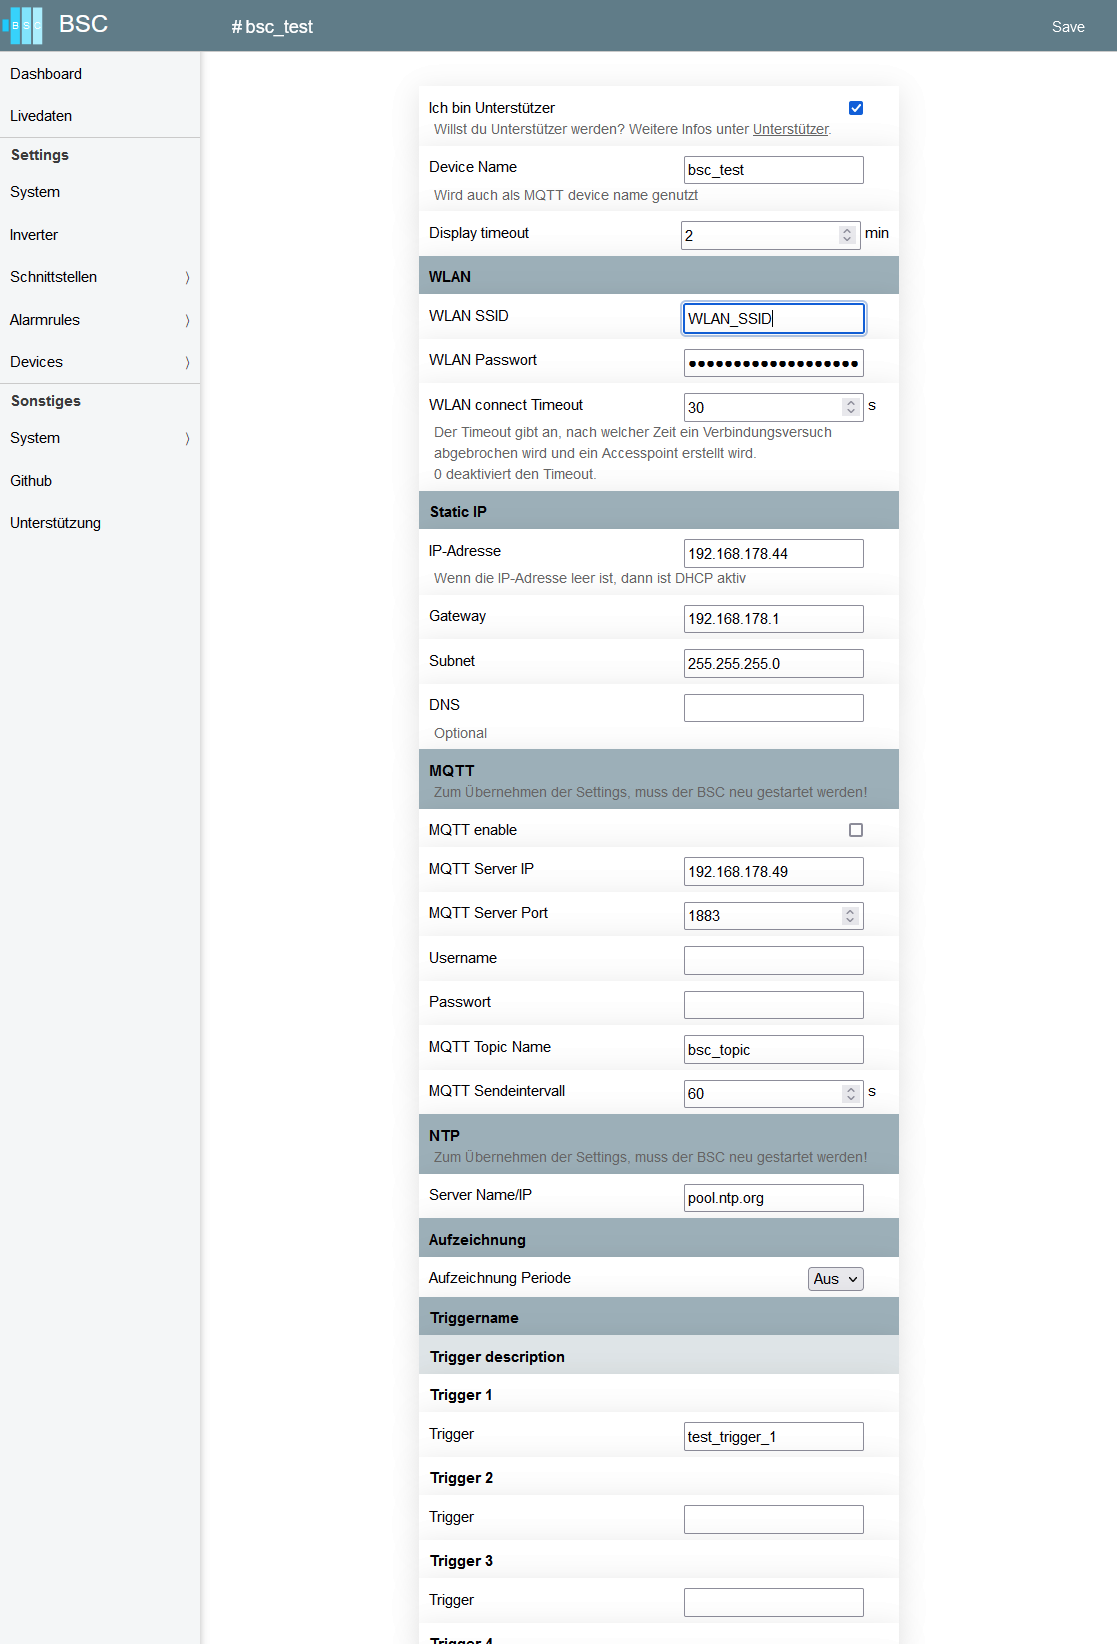 BSC
BSC
# bsc_test
Save
Dashboard
Livedaten
Settings
System
Inverter
Schnittstellen
Alarmrules
Devices
Sonstiges
System
Github
Unterstützung
Ich bin Unterstützer
Willst du Unterstützer werden? Weitere Infos unter Unterstützer.
Device Name
bsc_test
Wird auch als MQTT device name genutzt
Display timeout
2
min
WLAN
WLAN SSID
WLAN_SSID
WLAN Passwort
●●●●●●●●●●●●●●●●●●●
WLAN connect Timeout
30
s
Der Timeout gibt an, nach welcher Zeit ein Verbindungsversuch
abgebrochen wird und ein Accesspoint erstellt wird.
0 deaktiviert den Timeout.
Static IP
IP-Adresse
192.168.178.44
Wenn die IP-Adresse leer ist, dann ist DHCP aktiv
Gateway
192.168.178.1
Subnet
255.255.255.0
DNS
Optional
MQTT
Zum Übernehmen der Settings, muss der BSC neu gestartet werden!
MQTT enable
MQTT Server IP
192.168.178.49
MQTT Server Port
1883
Username
Passwort
MQTT Topic Name
bsc_topic
MQTT Sendeintervall
60
s
NTP
Zum Übernehmen der Settings, muss der BSC neu gestartet werden!
Server Name/IP
pool.ntp.org
Aufzeichnung
Aufzeichnung Periode
Aus
Triggername
Trigger description
Trigger 1
Trigger
test_trigger_1
Trigger 2
Trigger
Trigger 3
Trigger
Trigger 4